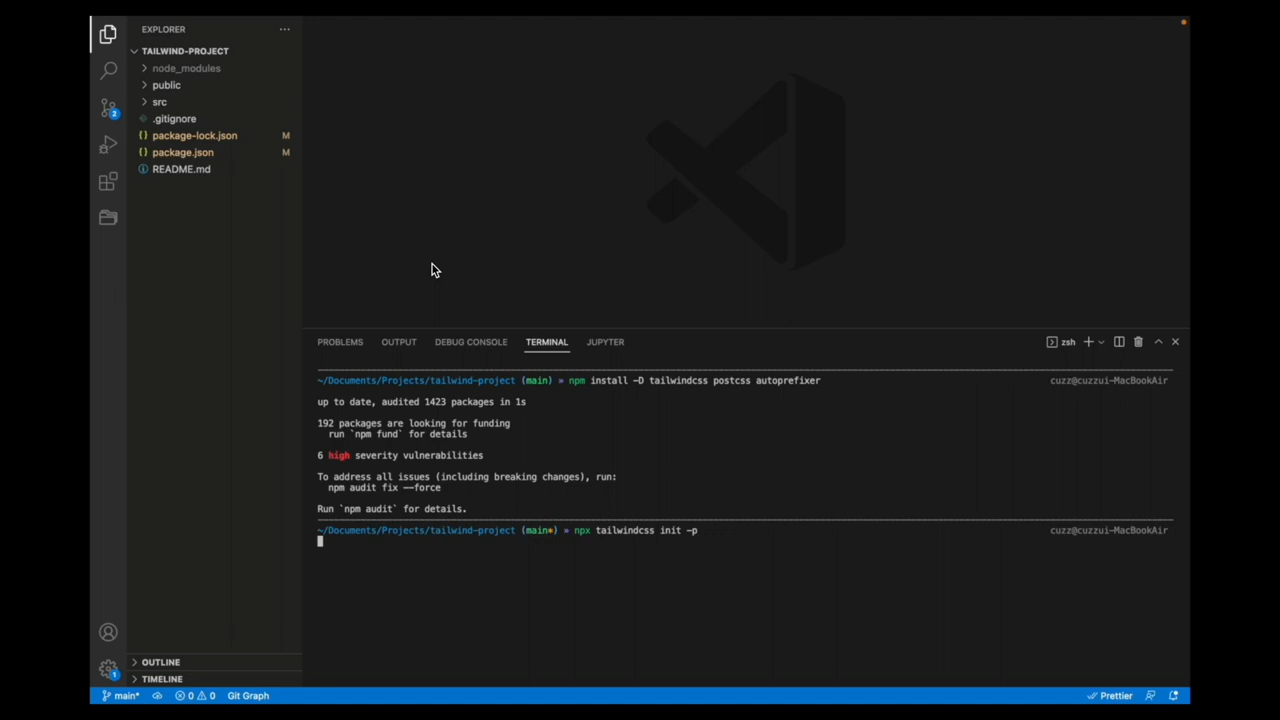 EXPLORER
TAILWIND-PROJECT
node_modules
public
src
.gitignore
package-lock.json M
package.json M
README.md
OUTLINE
TIMELINE
PROBLEMS OUTPUT DEBUG CONSOLE TERMINAL JUPYTER zsh
~/Documents/Projects/tailwind-project (main) » npm install -D tailwindcss postcss autoprefixer cuzz@cuzzui-MacBookAir
up to date, audited 1423 packages in 1s
192 packages are looking for funding
run `npm fund` for details
6 high severity vulnerabilities
To address all issues (including breaking changes), run:
npm audit fix --force
Run `npm audit` for details.
~/Documents/Projects/tailwind-project (main*) » npx tailwindcss init -p cuzz@cuzzui-MacBookAir
2
1
main* 0 0 Git Graph Prettier